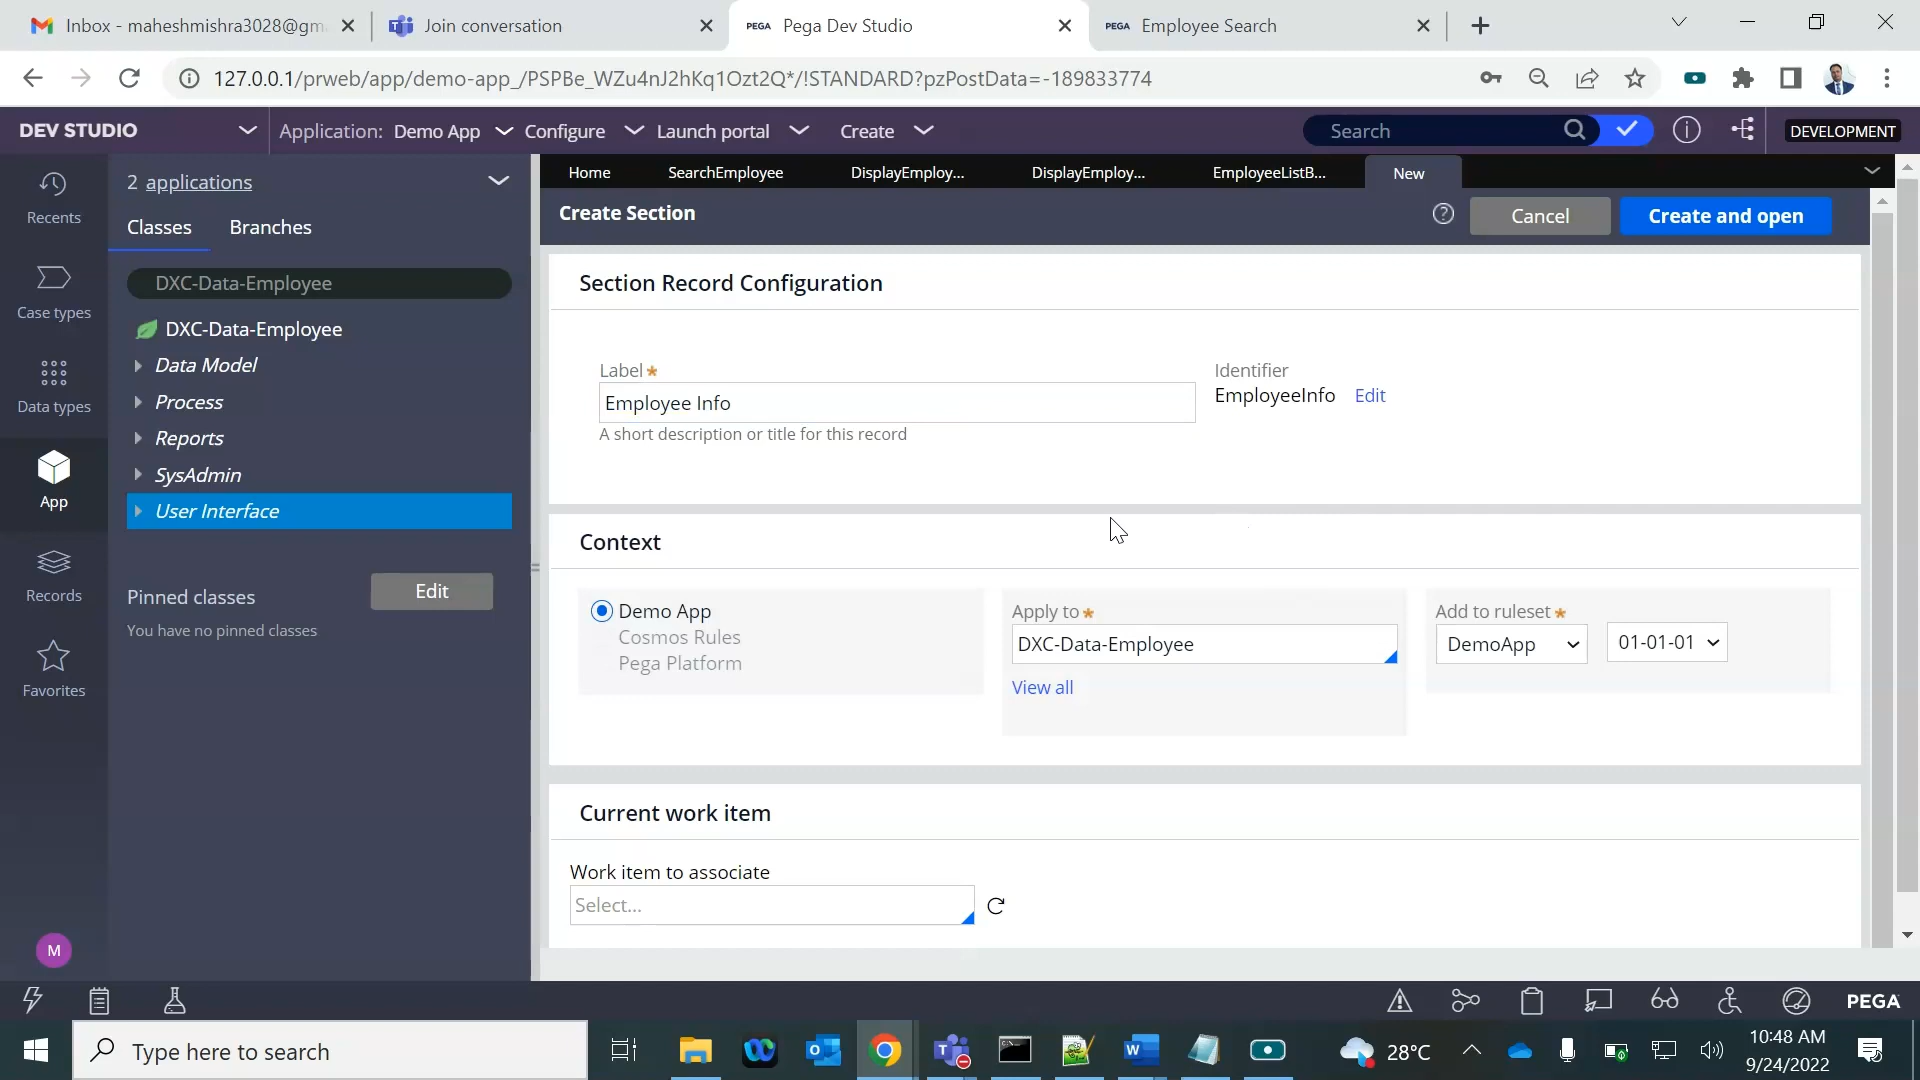 Inbox - maheshmishra3028@gm
Join conversation
PEGA Pega Dev Studio
PEGA Employee Search
127.0.0.1/prweb/app/demo-app_/PSPBe_WZu4nJ2hKq1Ozt2Q*/!STANDARD?pzPostData=-189833774
DEV STUDIO
Application: Demo App
Configure
Launch portal
Create
Search
DEVELOPMENT
Recents
Case types
Data types
App
Records
Favorites
M
2 applications
Classes
Branches
DXC-Data-Employee
DXC-Data-Employee
Data Model
Process
Reports
SysAdmin
User Interface
Pinned classes
Edit
You have no pinned classes
Home
SearchEmployee
DisplayEmploy...
DisplayEmploy...
EmployeeListB...
New
Create Section
Cancel
Create and open
Section Record Configuration
Label*
Identifier
Employee Info
EmployeeInfo Edit
A short description or title for this record
Context
Demo App
Cosmos Rules
Pega Platform
Apply to*
DXC-Data-Employee
View all
Add to ruleset*
DemoApp
01-01-01
Current work item
Work item to associate
Select...
PEGA
Type here to search
28°C
10:48 AM
9/24/2022